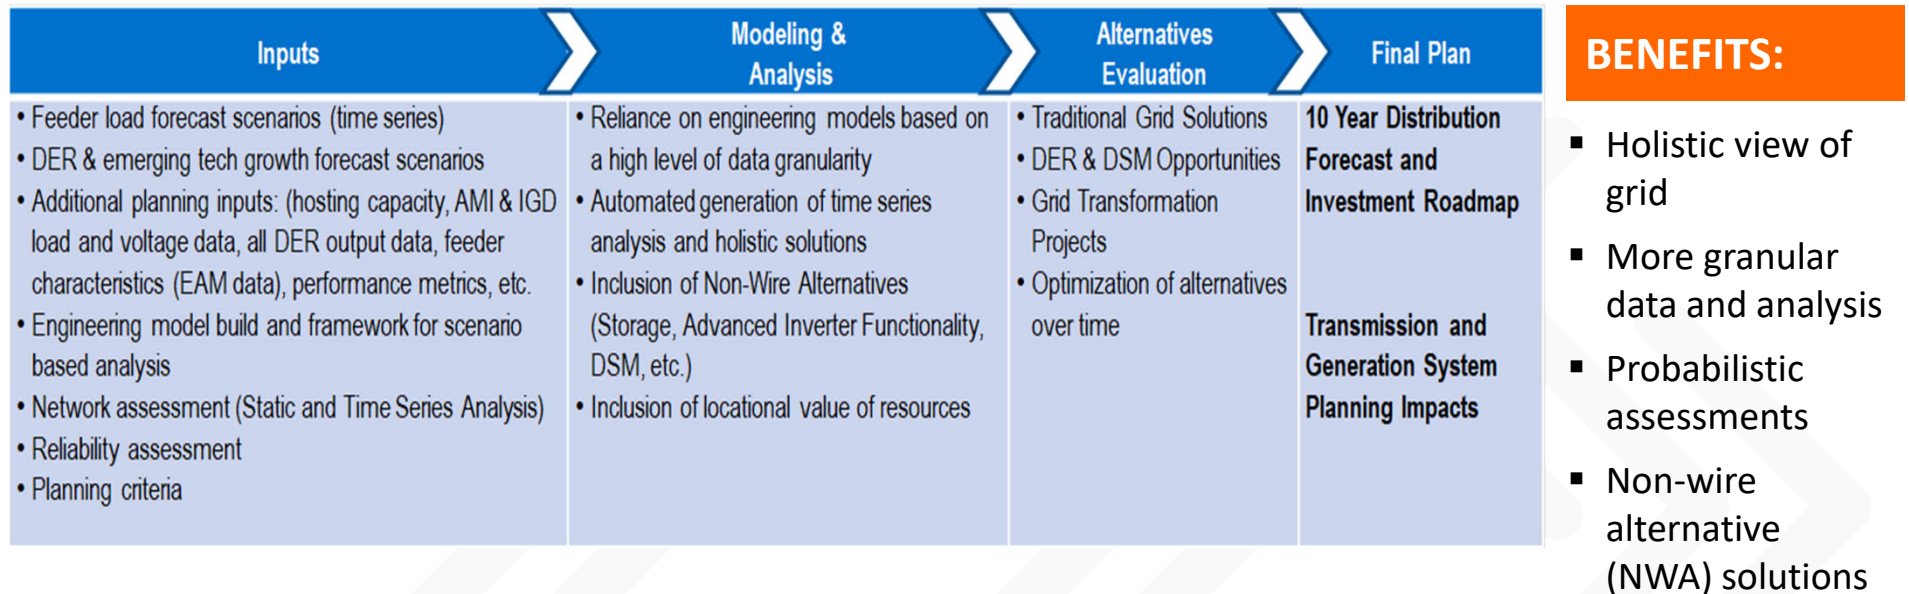 Inputs
• Feeder load forecast scenarios (time series)
• DER & emerging tech growth forecast scenarios
• Additional planning inputs: (hosting capacity, AMI & IGD
load and voltage data, all DER output data, feeder
characteristics (EAM data), performance metrics, etc.
• Engineering model build and framework for scenario
based analysis
• Network assessment (Static and Time Series Analysis)
• Reliability assessment
• Planning criteria
Modeling &
Analysis
• Reliance on engineering models based on
a high level of data granularity
• Automated generation of time series
analysis and holistic solutions
• Inclusion of Non-Wire Alternatives
(Storage, Advanced Inverter Functionality,
DSM, etc.)
• Inclusion of locational value of resources
Alternatives
Evaluation
• Traditional Grid Solutions
• DER & DSM Opportunities
• Grid Transformation
Projects
• Optimization of alternatives
over time
Final Plan
10 Year Distribution
Forecast and
Investment Roadmap
Transmission and
Generation System
Planning Impacts
BENEFITS:
▪ Holistic view of
grid
▪ More granular
data and analysis
▪ Probabilistic
assessments
▪ Non-wire
alternative
(NWA) solutions